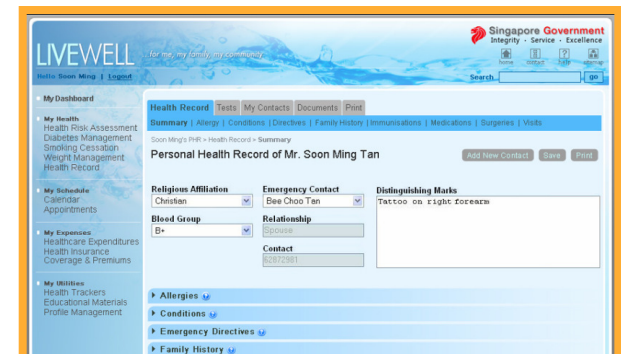 Singapore Government
Integrity · Service · Excellence
LIVEWELL
for me, my family, my community
home contact help sitemap
Hello Soon Ming | Logout
Search go
My Dashboard
My Health
Health Risk Assessment
Diabetes Management
Smoking Cessation
Weight Management
Health Record
My Schedule
Calendar
Appointments
My Expenses
Healthcare Expenditures
Health Insurance
Coverage & Premiums
My Utilities
Health Trackers
Educational Materials
Profile Management
Health Record Tests My Contacts Documents Print
Summary | Allergy | Conditions | Directives | Family History | Immunisations | Medications | Surgeries | Visits
Soon Ming's PHR > Health Record > Summary
Personal Health Record of Mr. Soon Ming Tan
Add New Contact Save Print
Religious Affiliation Emergency Contact Distinguishing Marks
Christian Bee Choo Tan Tattoo on right forearm
Blood Group Relationship
B+ Spouse
Contact
62872981
Allergies ?
Conditions ?
Emergency Directives ?
Family History ?